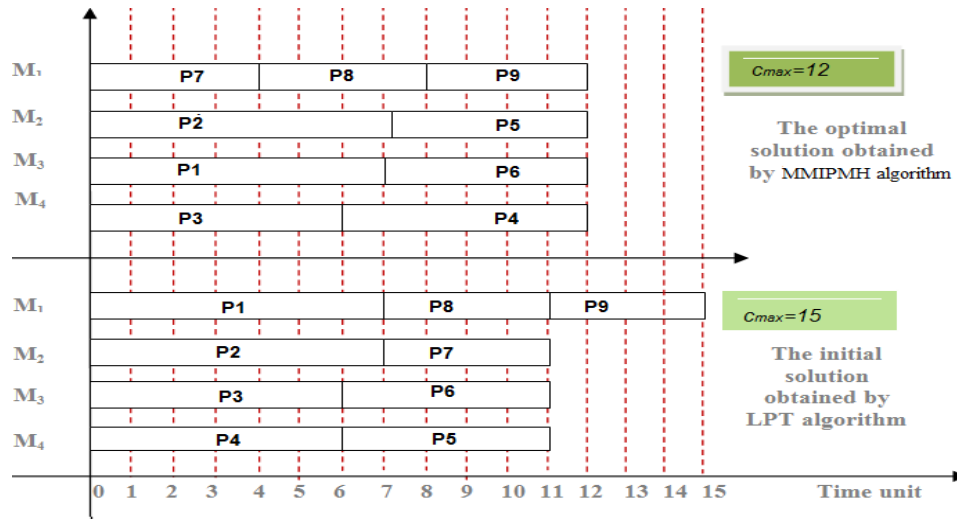 M₁ P7 P8 P9
Cmax=12
M₂ P2 P5
The optimal
solution obtained
by MMIPMH algorithm
M₃ P1 P6
M₄ P3 P4
M₁ P1 P8 P9
Cmax=15
M₂ P2 P7
The initial
solution
obtained by
LPT algorithm
M₃ P3 P6
M₄ P4 P5
0 1 2 3 4 5 6 7 8 9 10 11 12 13 14 15 Time unit